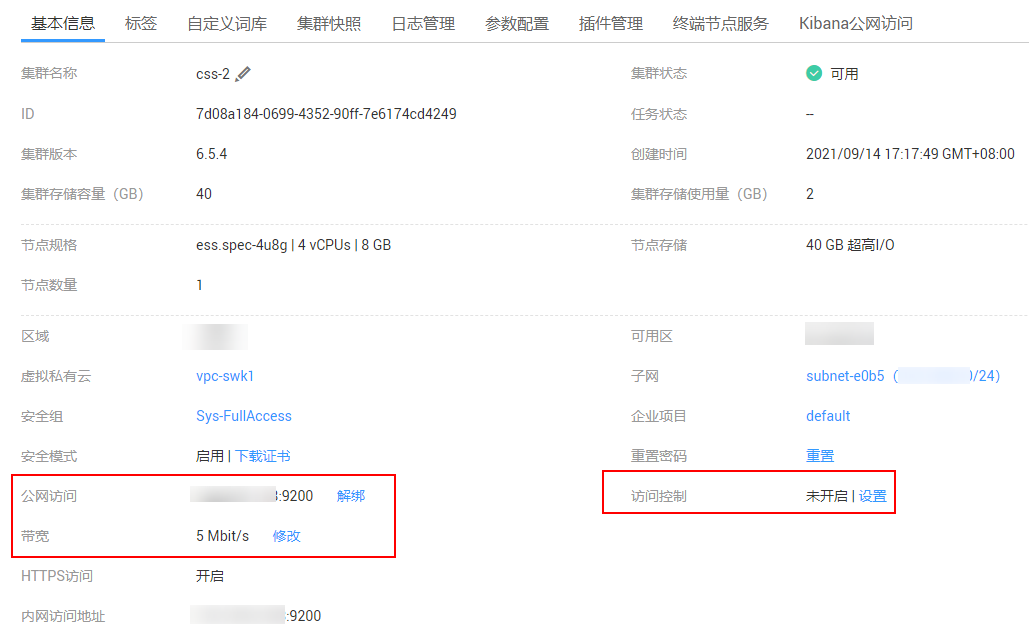 基本信息 标签 自定义词库 集群快照 日志管理 参数配置 插件管理 终端节点服务 Kibana公网访问
集群名称 css-2 集群状态 可用
ID 7d08a184-0699-4352-90ff-7e6174cd4249 任务状态 --
集群版本 6.5.4 创建时间 2021/09/14 17:17:49 GMT+08:00
集群存储容量（GB） 40 集群存储使用量（GB） 2
节点规格 ess.spec-4u8g | 4 vCPUs | 8 GB 节点存储 40 GB 超高I/O
节点数量 1
区域 可用区
虚拟私有云 vpc-swk1 子网 subnet-e0b5（ 0/24)
安全组 Sys-FullAccess 企业项目 default
安全模式 启用 | 下载证书 重置密码 重置
公网访问 :9200 解绑 访问控制 未开启 | 设置
带宽 5 Mbit/s 修改
HTTPS访问 开启
内网访问地址 :9200